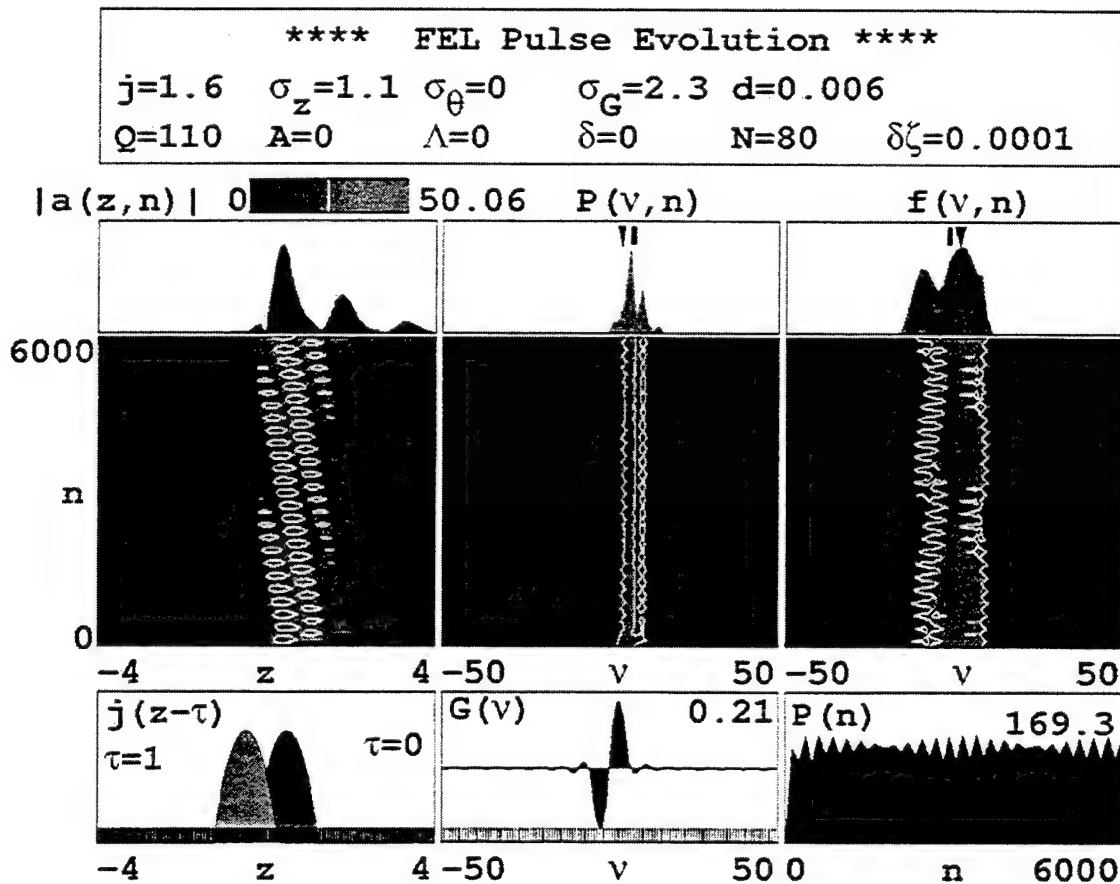 **** FEL Pulse Evolution ****
j=1.6 σz=1.1 σθ=0 σG=2.3 d=0.006
Q=110 A=0 Λ=0 δ=0 N=80 δζ=0.0001
|a(z,n)| 0 50.06 P(ν,n) f(ν,n)
6000
n
0
-4 z 4 -50 ν 50 -50 ν 50
j(z-τ) G(ν) 0.21 P(n) 169.3
τ=1 τ=0
-4 z 4 -50 ν 50 0 n 6000